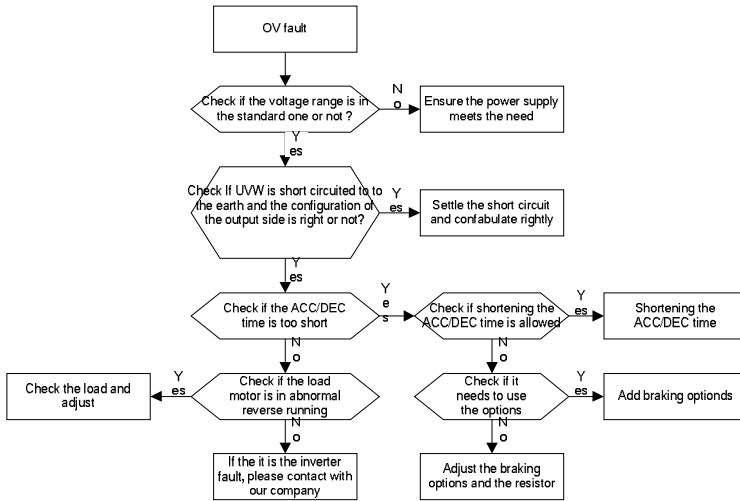 OV fault
Check if the voltage range is in
the standard one or not ?
N
o
Ensure the power supply
meets the need
Y
es
Check If UVW is short circuited to to
the earth and the configuration of
the output side is right or not?
Y
es
Settle the short circuit
and confabulate rightly
Y
es
Check if the ACC/DEC
time is too short
Y
e
s
Check if shortening the
ACC/DEC time is allowed
Y
es
Shortening the
ACC/DEC time
N
o
N
o
Check the load and
adjust
Y
es
Check if the load
motor is in abnormal
reverse running
Check if it
needs to use
the options
Y
es
Add braking optionds
N
o
N
o
If the it is the inverter
fault, please contact with
our company
Adjust the braking
options and the resistor